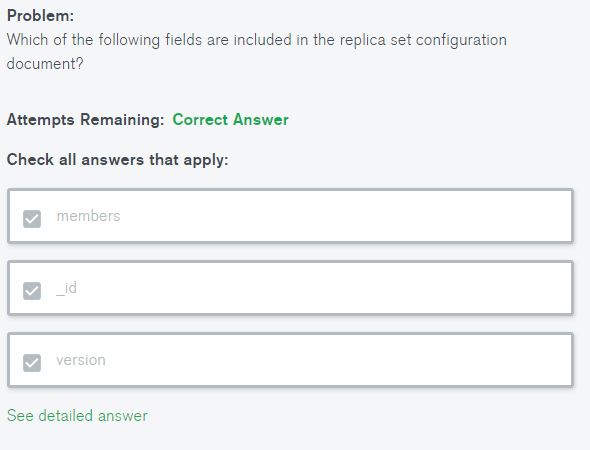 Problem:
Which of the following fields are included in the replica set configuration
document?
Attempts Remaining: Correct Answer
Check all answers that apply:
members
_id
version
See detailed answer